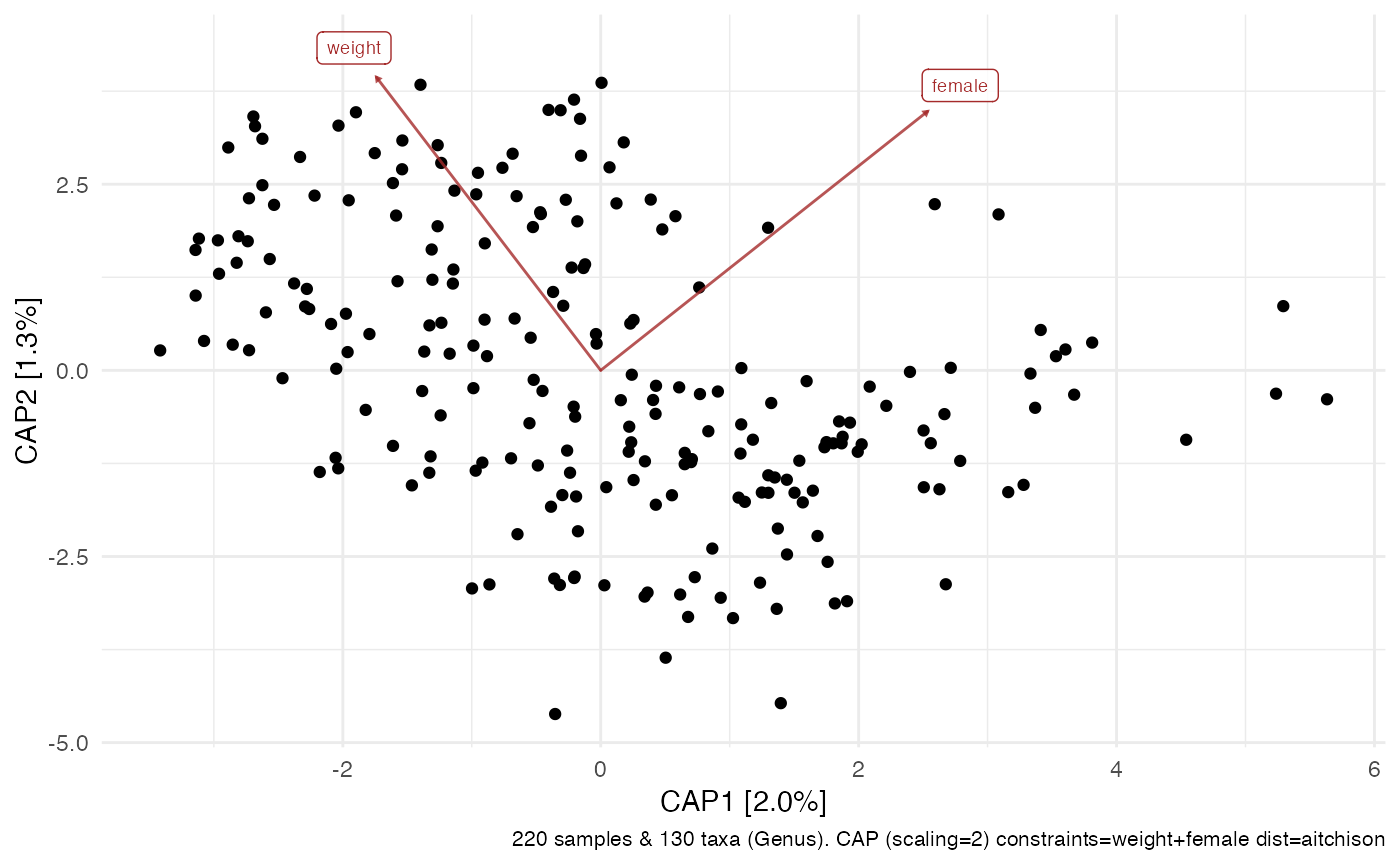 weight
female
2.5
0.0
-2.5
-5.0
CAP2 [1.3%]
-2
0
2
4
6
CAP1 [2.0%]
220 samples & 130 taxa (Genus). CAP (scaling=2) constraints=weight+female dist=aitchison